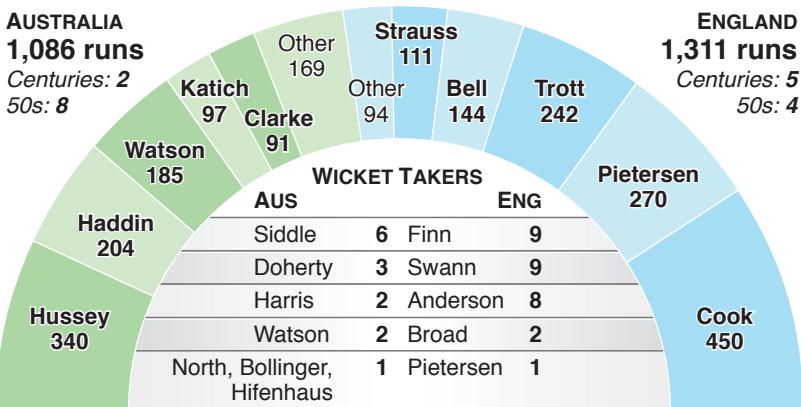 AUSTRALIA
1,086 runs
Centuries: 2
50s: 8
ENGLAND
1,311 runs
Centuries: 5
50s: 4
Hussey
340
Haddin
204
Watson
185
Katich
97
Clarke
91
Other
169
Other
94
Strauss
111
Bell
144
Trott
242
Pietersen
270
Cook
450
WICKET TAKERS
AUS ENG
Siddle 6 Finn 9
Doherty 3 Swann 9
Harris 2 Anderson 8
Watson 2 Broad 2
North, Bollinger, 1 Pietersen 1
Hifenhaus